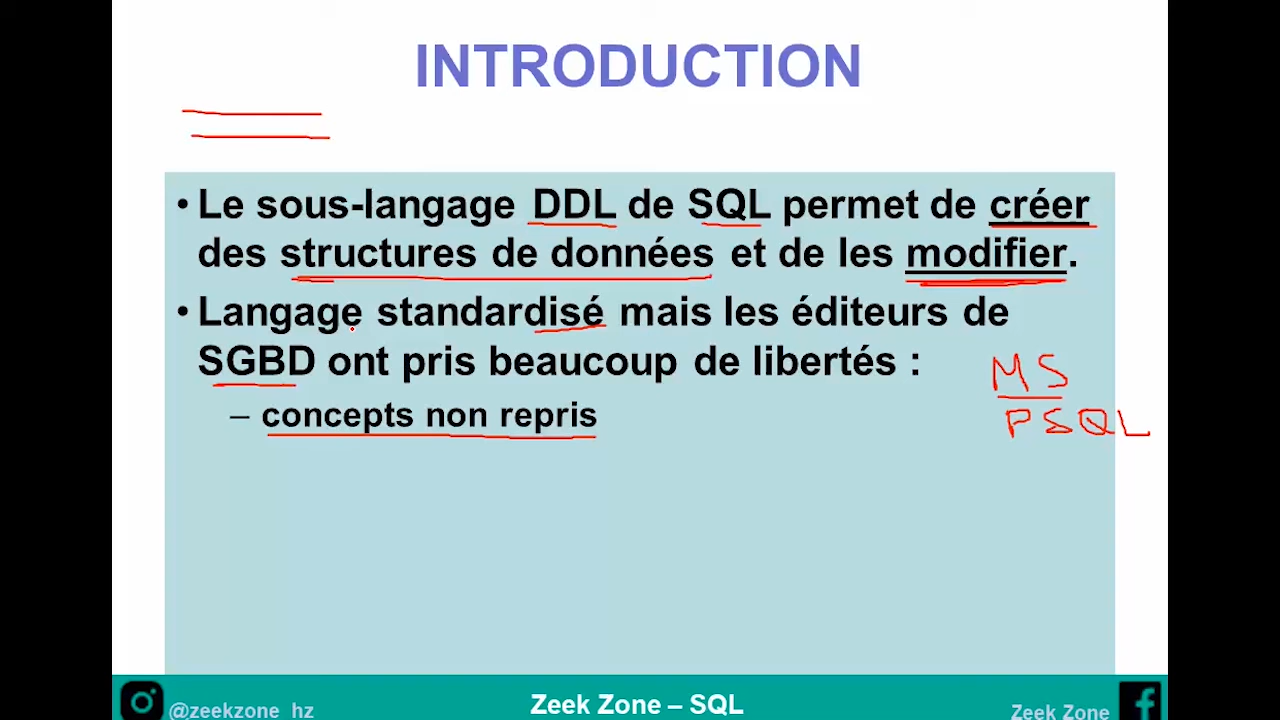 INTRODUCTION
• Le sous-langage DDL de SQL permet de créer
des structures de données et de les modifier.
• Langage standardisé mais les éditeurs de
SGBD ont pris beaucoup de libertés :
– concepts non repris
MS
PSQL
@zeekzone_hz
Zeek Zone – SQL
Zeek Zone